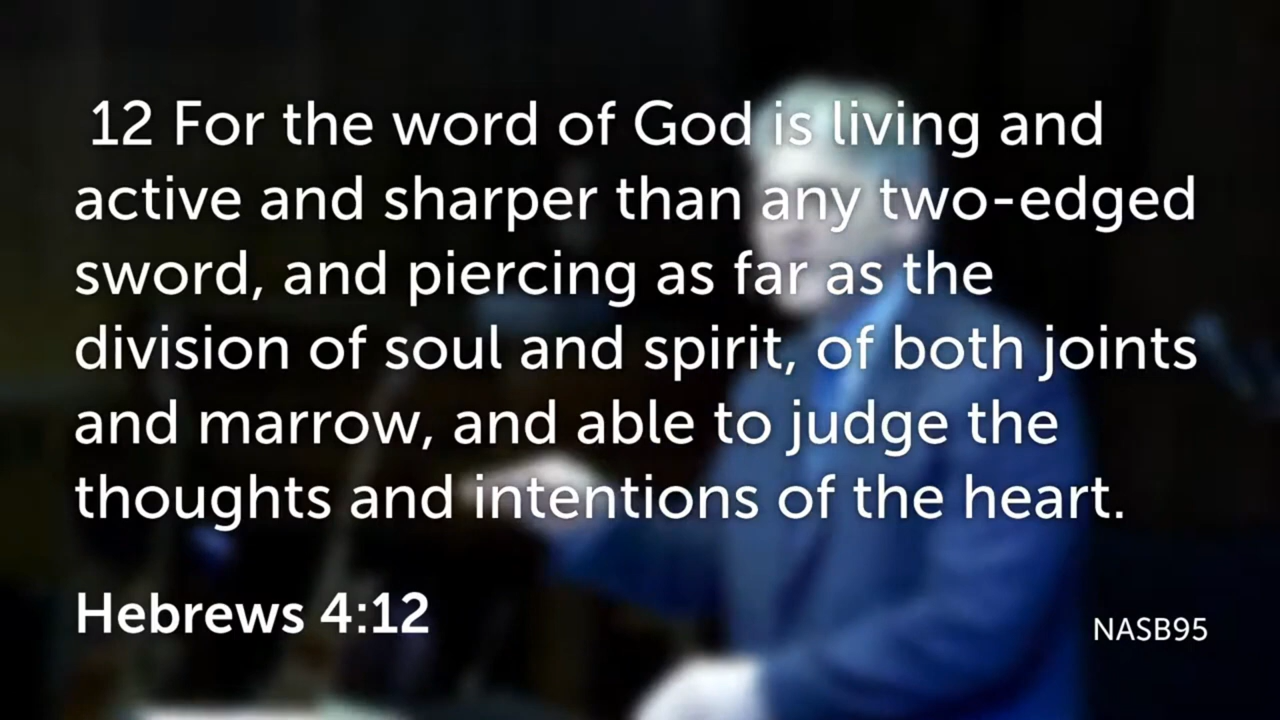 12 For the word of God is living and
active and sharper than any two-edged
sword, and piercing as far as the
division of soul and spirit, of both joints
and marrow, and able to judge the
thoughts and intentions of the heart.
Hebrews 4:12
NASB95